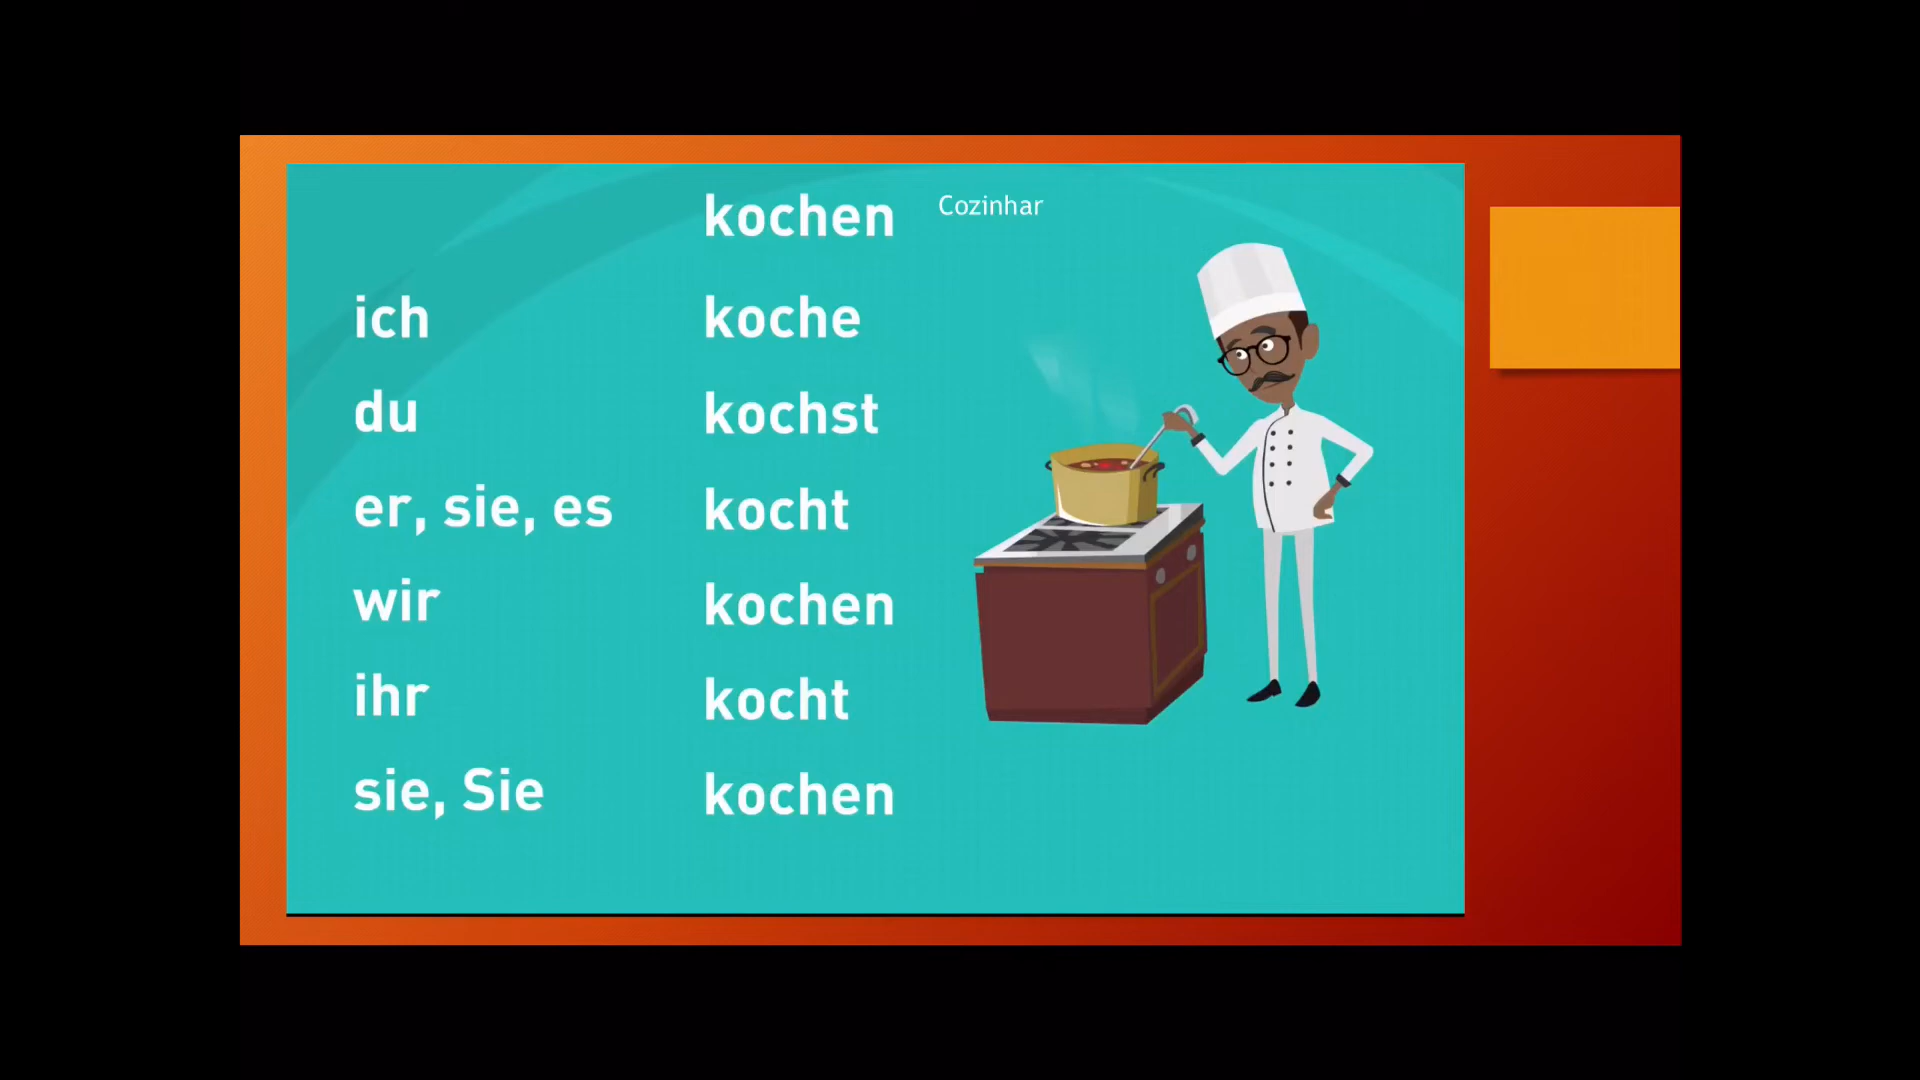 kochen Cozinhar
ich koche
du kochst
er, sie, es kocht
wir kochen
ihr kocht
sie, Sie kochen